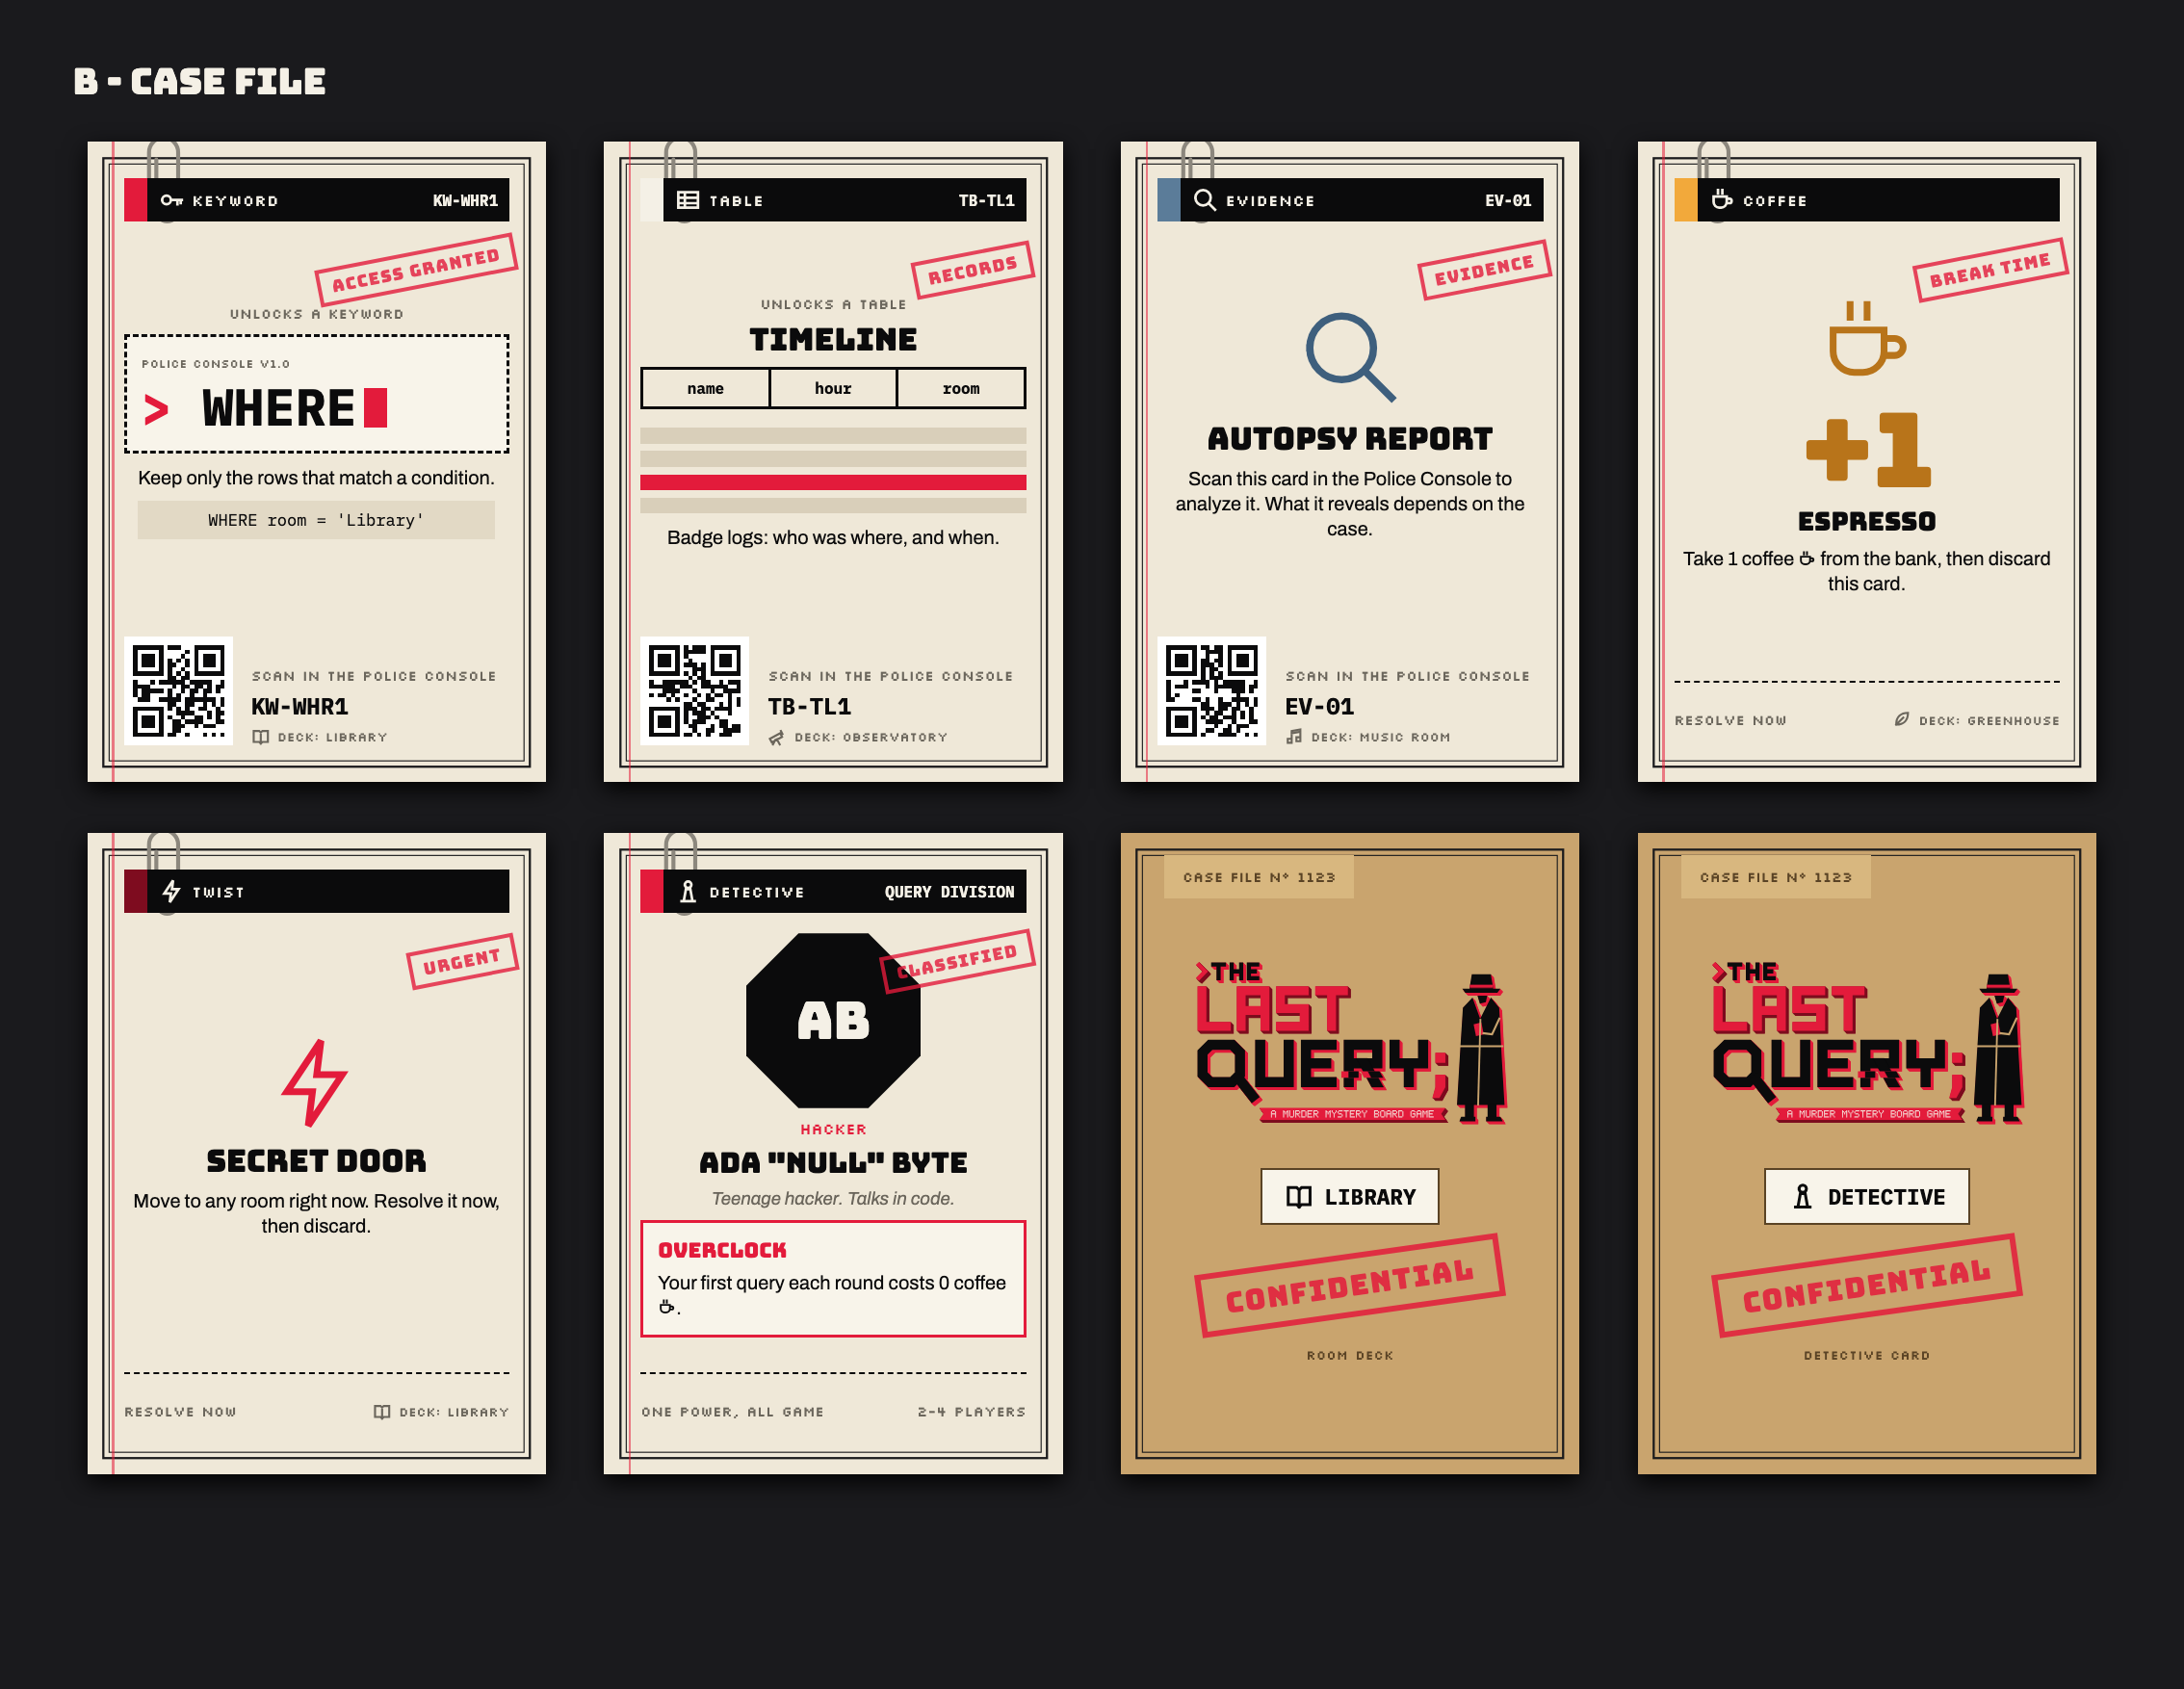 B - CASE FILE
KEYWORD KW-WHR1
ACCESS GRANTED
UNLOCKS A KEYWORD
POLICE CONSOLE V1.0
> WHERE
Keep only the rows that match a condition.
WHERE room = 'Library'
SCAN IN THE POLICE CONSOLE
KW-WHR1
DECK: LIBRARY
TABLE TB-TL1
RECORDS
UNLOCKS A TABLE
TIMELINE
name hour room
Badge logs: who was where, and when.
SCAN IN THE POLICE CONSOLE
TB-TL1
DECK: OBSERVATORY
EVIDENCE EV-01
EVIDENCE
AUTOPSY REPORT
Scan this card in the Police Console to
analyze it. What it reveals depends on the
case.
SCAN IN THE POLICE CONSOLE
EV-01
DECK: MUSIC ROOM
COFFEE
BREAK TIME
+1
ESPRESSO
Take 1 coffee from the bank, then discard
this card.
RESOLVE NOW DECK: GREENHOUSE
TWIST
URGENT
SECRET DOOR
Move to any room right now. Resolve it now,
then discard.
RESOLVE NOW DECK: LIBRARY
DETECTIVE QUERY DIVISION
CLASSIFIED
AB
HACKER
ADA "NULL" BYTE
Teenage hacker. Talks in code.
OVERCLOCK
Your first query each round costs 0 coffee
.
ONE POWER, ALL GAME 2-4 PLAYERS
CASE FILE N° 1123
>THE
LAST
QUERY;
A MURDER MYSTERY BOARD GAME
LIBRARY
CONFIDENTIAL
ROOM DECK
CASE FILE N° 1123
>THE
LAST
QUERY;
A MURDER MYSTERY BOARD GAME
DETECTIVE
CONFIDENTIAL
DETECTIVE CARD